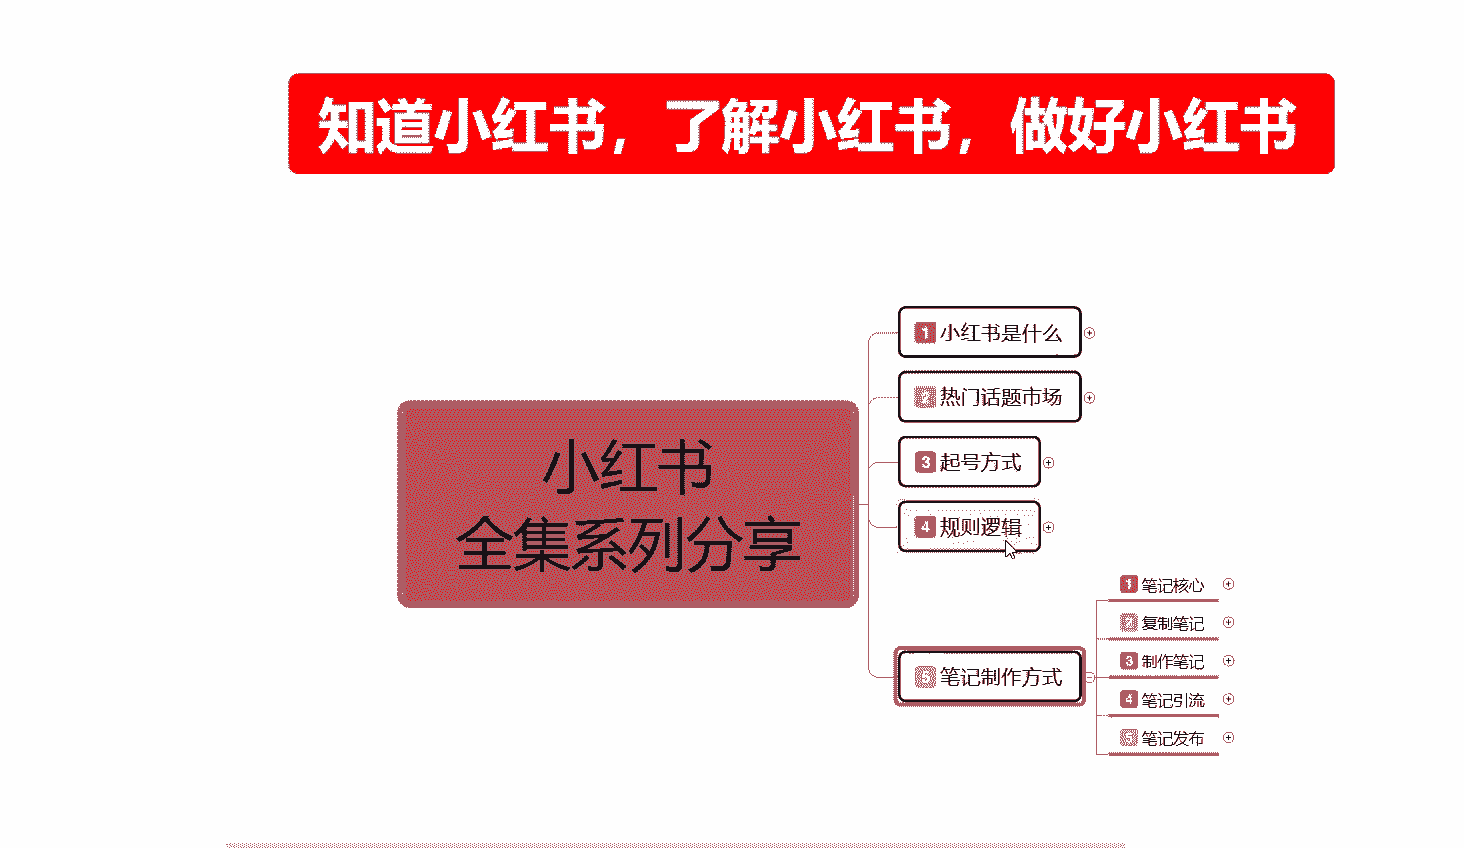 知道小红书，了解小红书，做好小红书
小红书
全集系列分享
1 小红书是什么
2 热门话题市场
3 起号方式
4 规则逻辑
5 笔记制作方式
1 笔记核心
2 复制笔记
3 制作笔记
4 笔记引流
5 笔记发布